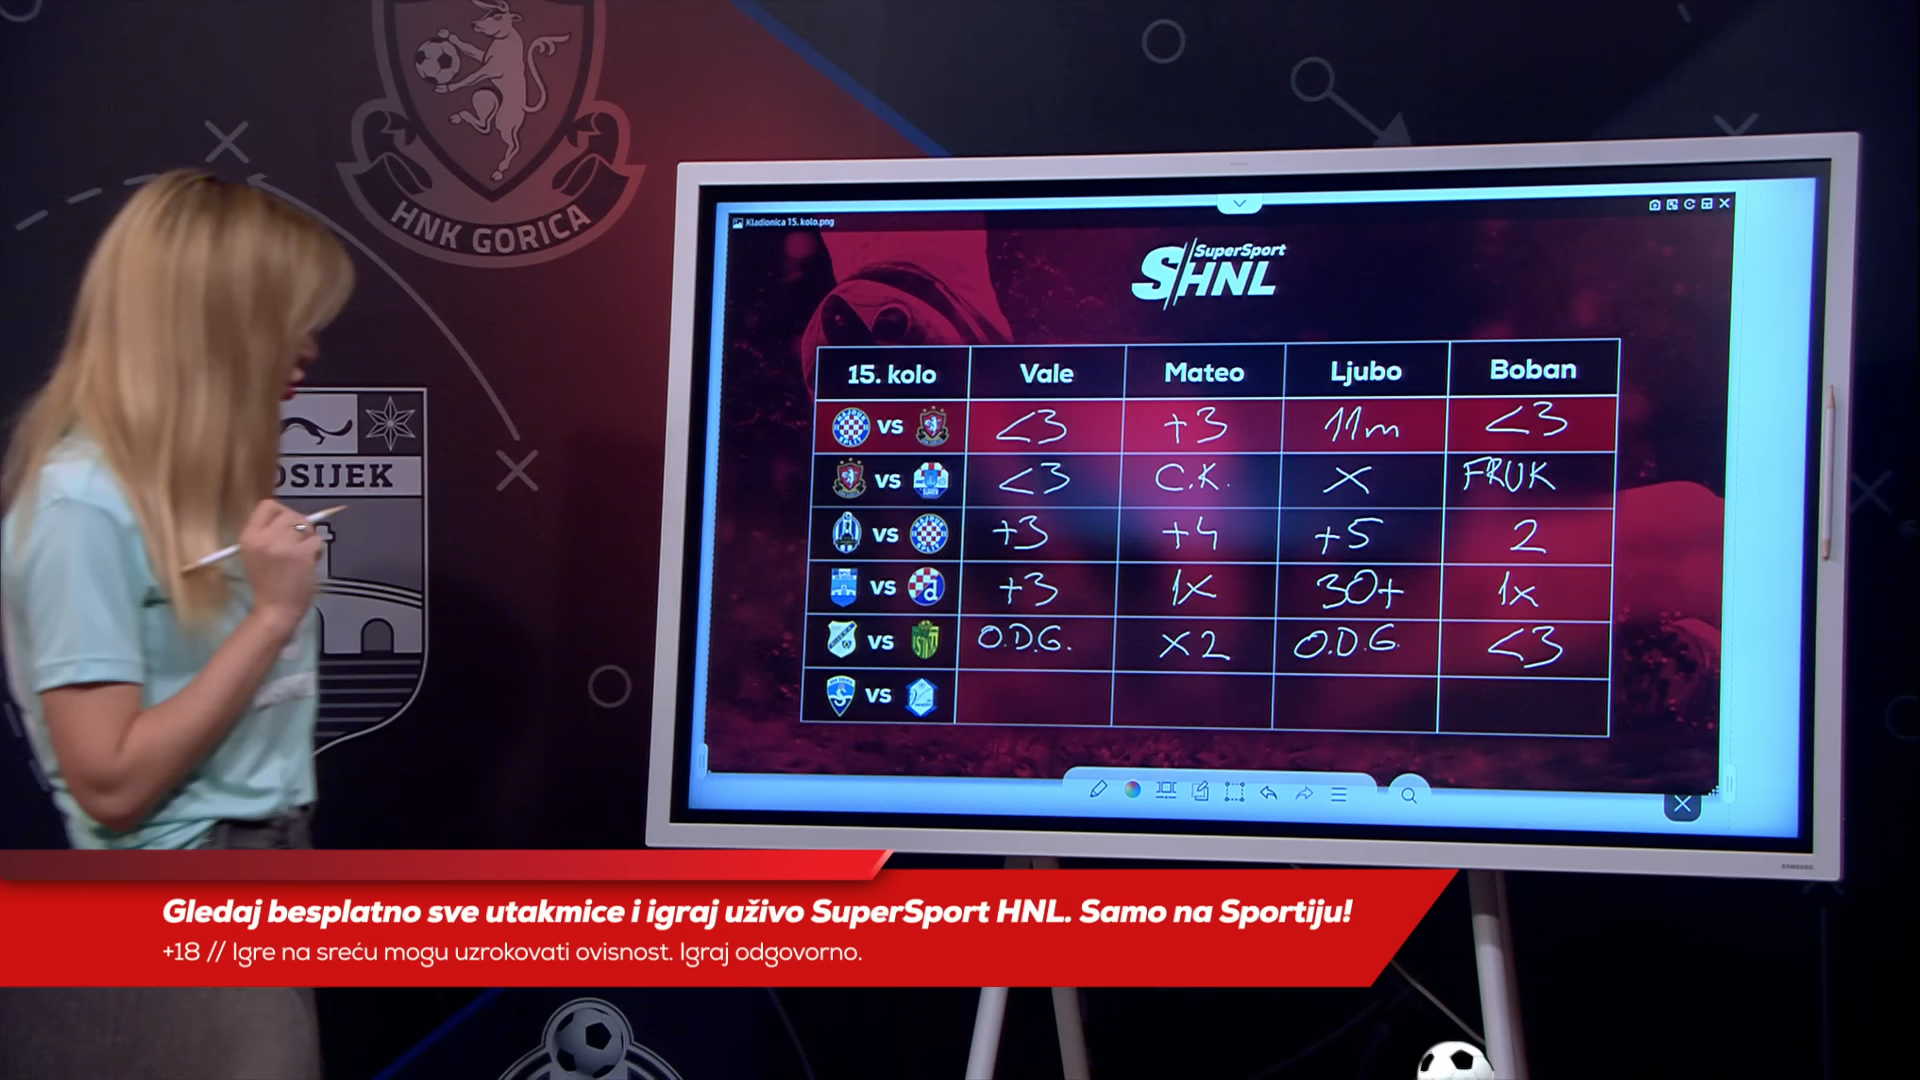 HNK GORICA
OSIJEK
Kladionica 15. kolo.png
SuperSport
HNL
15. kolo Vale Mateo Ljubo Boban
vs <3 +3 11m <3
vs <3 C.K. X FRUK
vs +3 +4 +5 2
vs +3 1X 30+ 1X
vs O.D.G. X2 O.D.G. <3
vs
SAMSUNG
Gledaj besplatno sve utakmice i igraj uživo SuperSport HNL. Samo na Sportiju!
+18 // Igre na sreću mogu uzrokovati ovisnost. Igraj odgovorno.